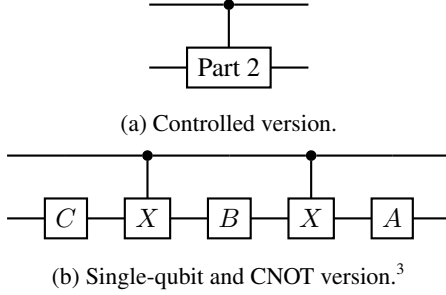 Part 2
(a) Controlled version.
C X B X A
(b) Single-qubit and CNOT version.³